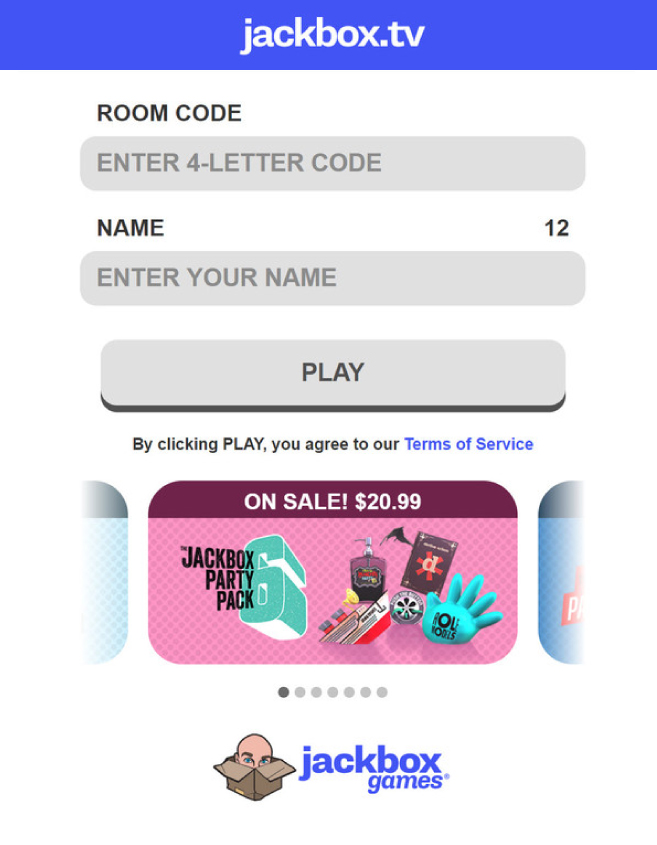 jackbox.tv
ROOM CODE
ENTER 4-LETTER CODE
NAME 12
ENTER YOUR NAME
PLAY
By clicking PLAY, you agree to our Terms of Service
ON SALE! $20.99
THE
JACKBOX
PARTY
PACK
6
d
ROLE
MODELS
jackbox
games®